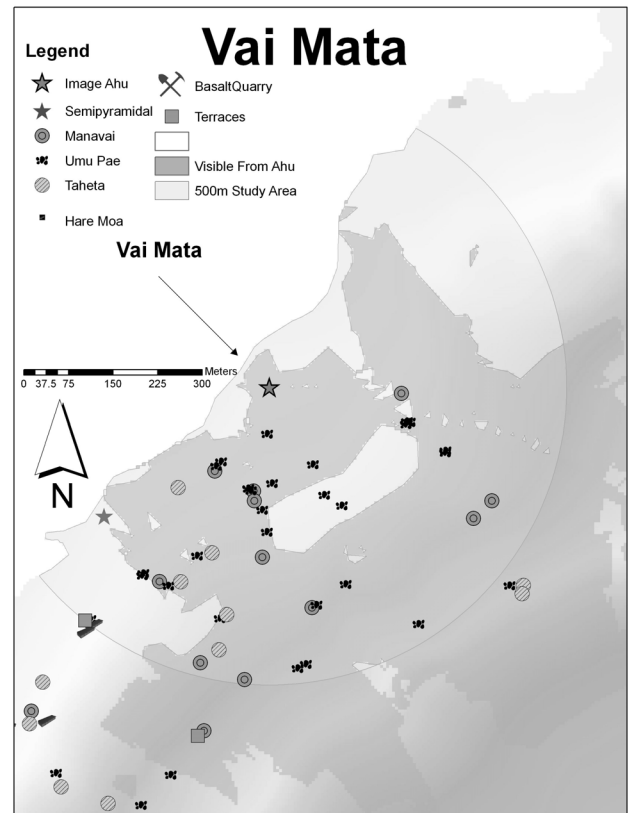 Vai Mata
Legend
Image Ahu
BasaltQuarry
Semipyramidal
Terraces
Manavai
Umu Pae
Visible From Ahu
Taheta
500m Study Area
Hare Moa
Vai Mata
Meters
0 37.5 75 150 225 300
N